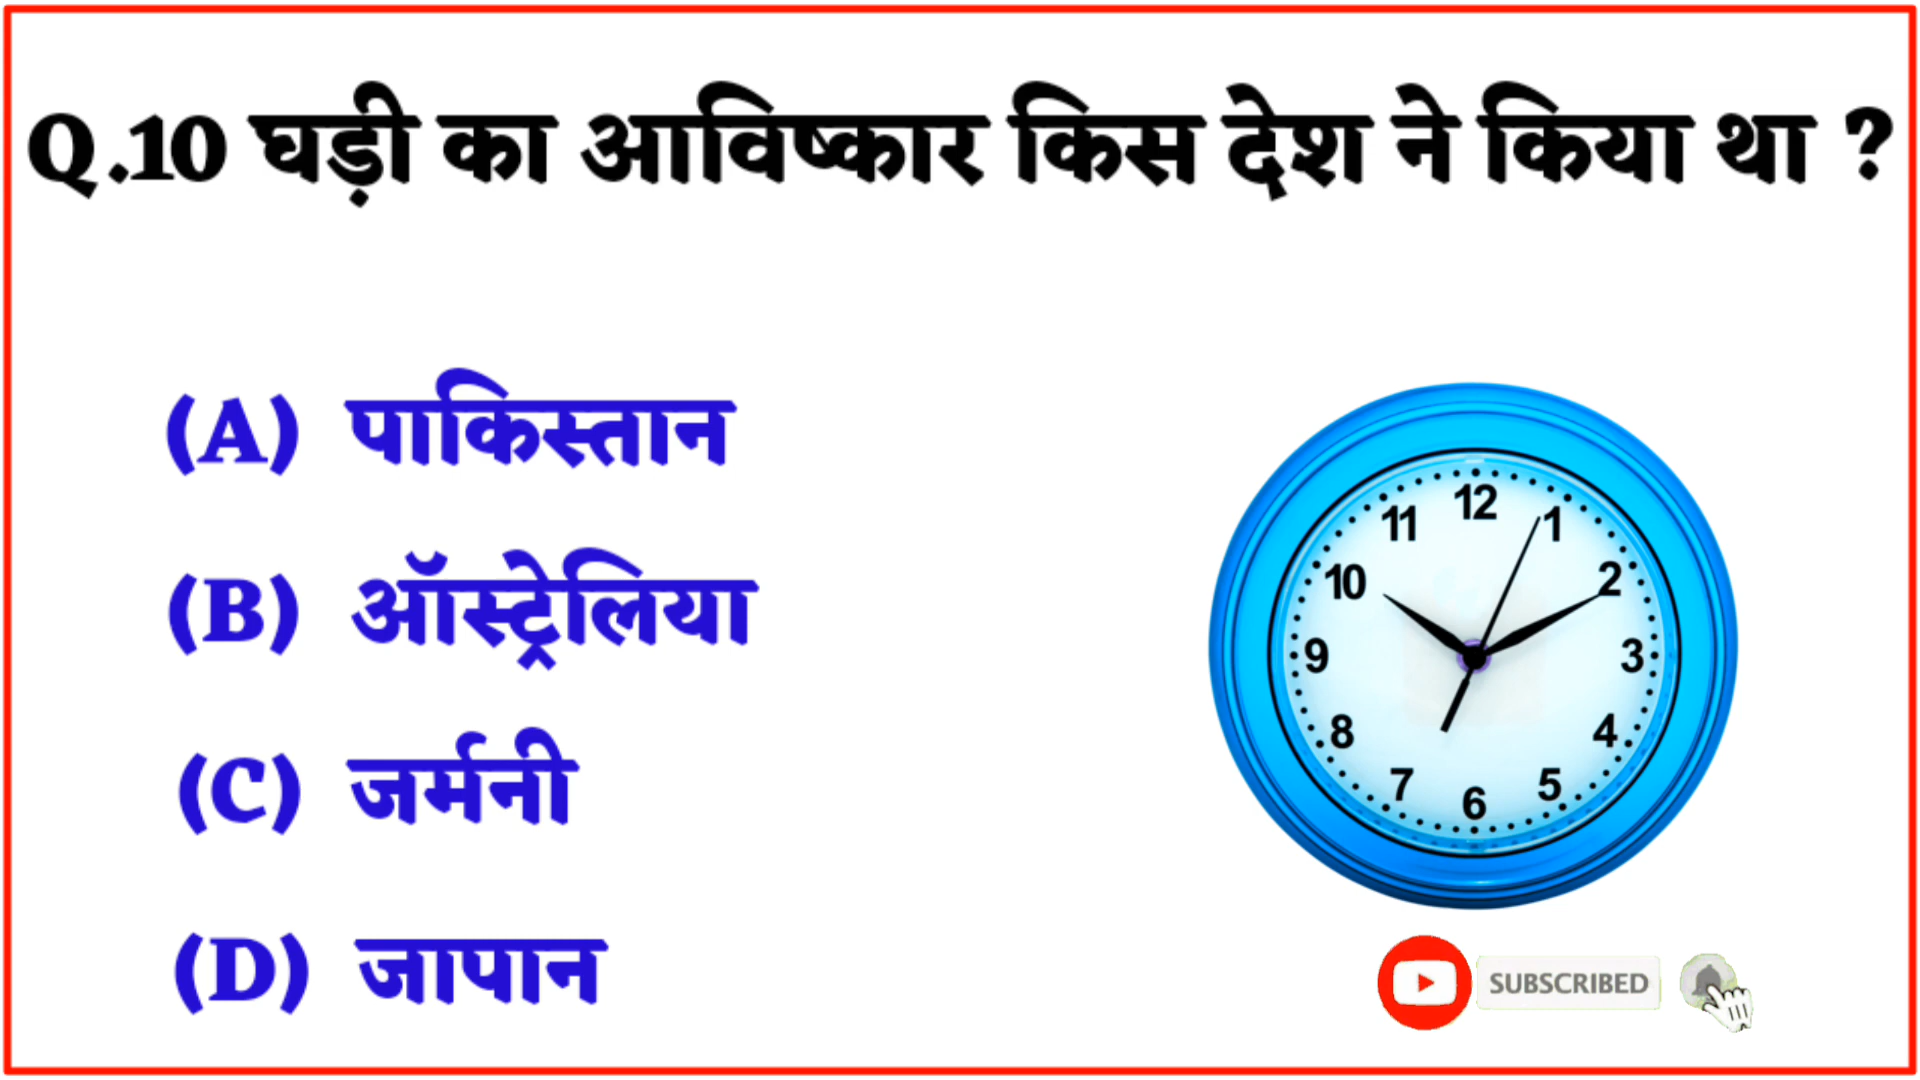 Q.10 घड़ी का आविष्कार किस देश ने किया था ?
(A) पाकिस्तान
(B) ऑस्ट्रेलिया
(C) जर्मनी
(D) जापान
12
11
1
10
2
9
3
8
4
7
5
6
SUBSCRIBED